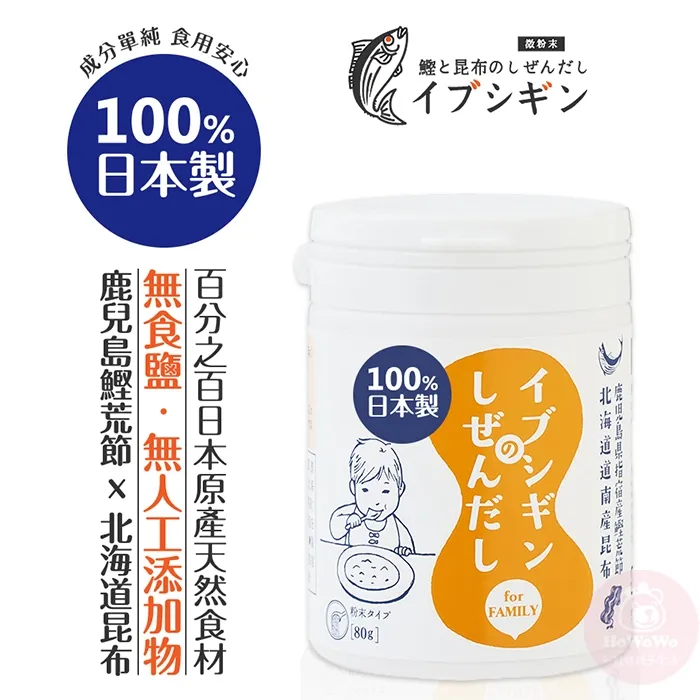 成分單純 食用安心
100%
日本製
微粉末
鰹と昆布のしぜんだし
イブシギン
百分之百日本原產天然食材
無食鹽・無人工添加物
鹿兒島鰹荒節 x 北海道昆布
100%
日本製
イブシギン
の
しぜんだし
for
FAMILY
粉末タイプ
[80g]
鹿児島県指宿産鰹荒節
北海道道南産昆布
HoWoWo